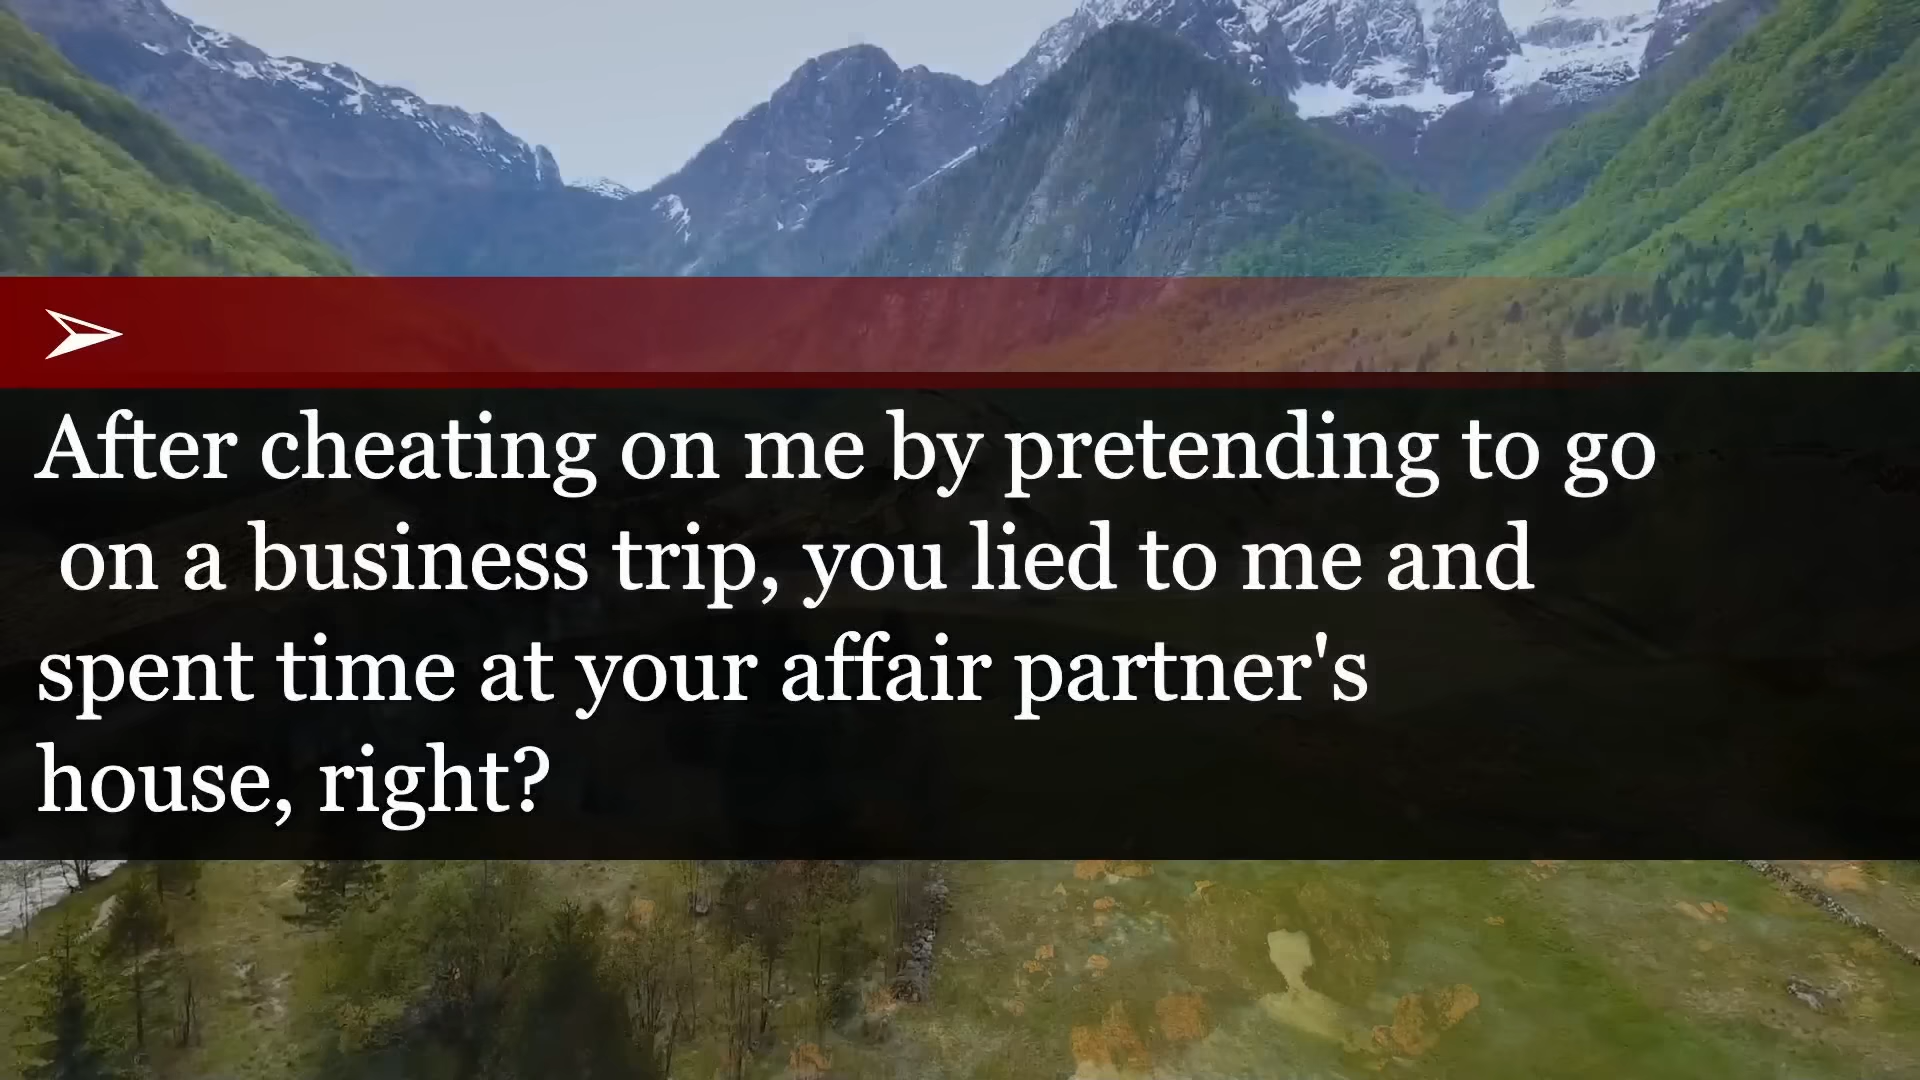 After cheating on me by pretending to go
on a business trip, you lied to me and
spent time at your affair partner's
house, right?